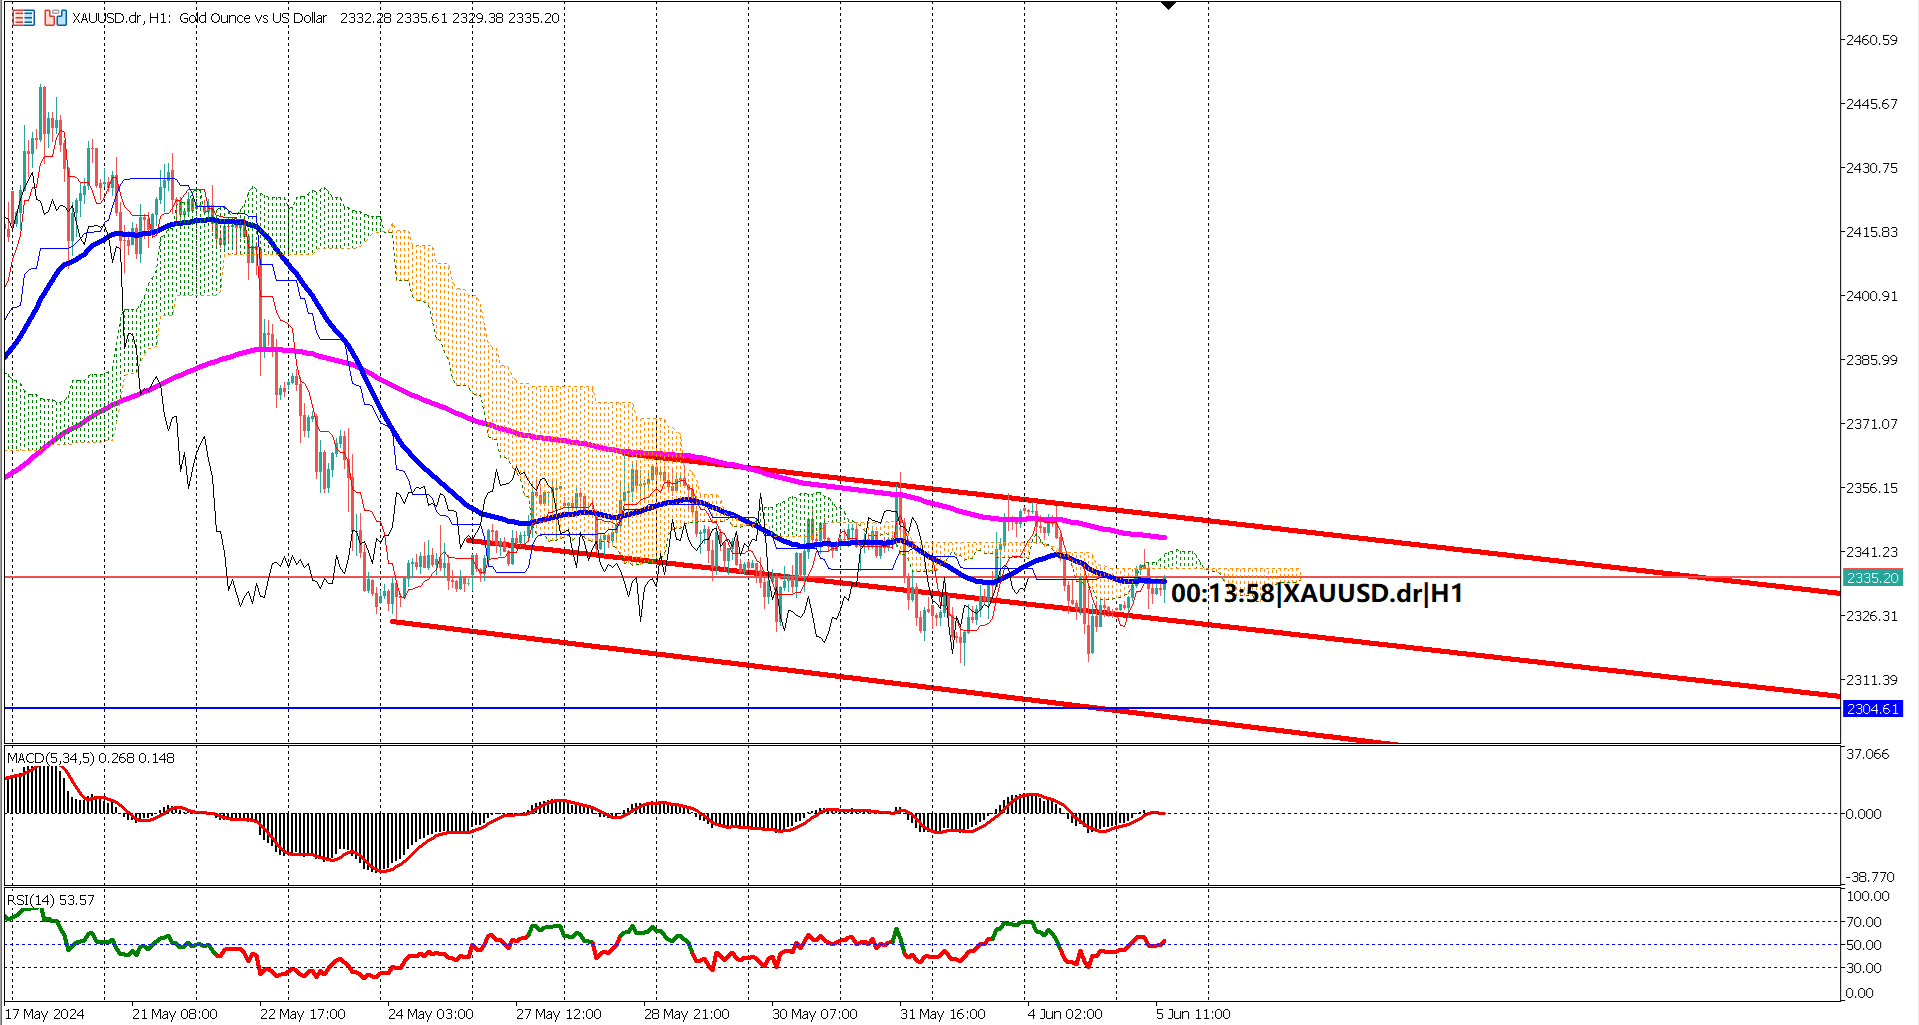 XAUUSD.dr, H1: Gold Ounce vs US Dollar 2332.28 2335.61 2329.38 2335.20
2460.59
2445.67
2430.75
2415.83
2400.91
2385.99
2371.07
2356.15
2341.23
2335.20
00:13:58|XAUUSD.dr|H1
2326.31
2311.39
2304.61
MACD(5,34,5) 0.268 0.148
37.066
0.000
-38.770
RSI(14) 53.57
100.00
70.00
50.00
30.00
0.00
17 May 2024
21 May 08:00
22 May 17:00
24 May 03:00
27 May 12:00
28 May 21:00
30 May 07:00
31 May 16:00
4 Jun 02:00
5 Jun 11:00